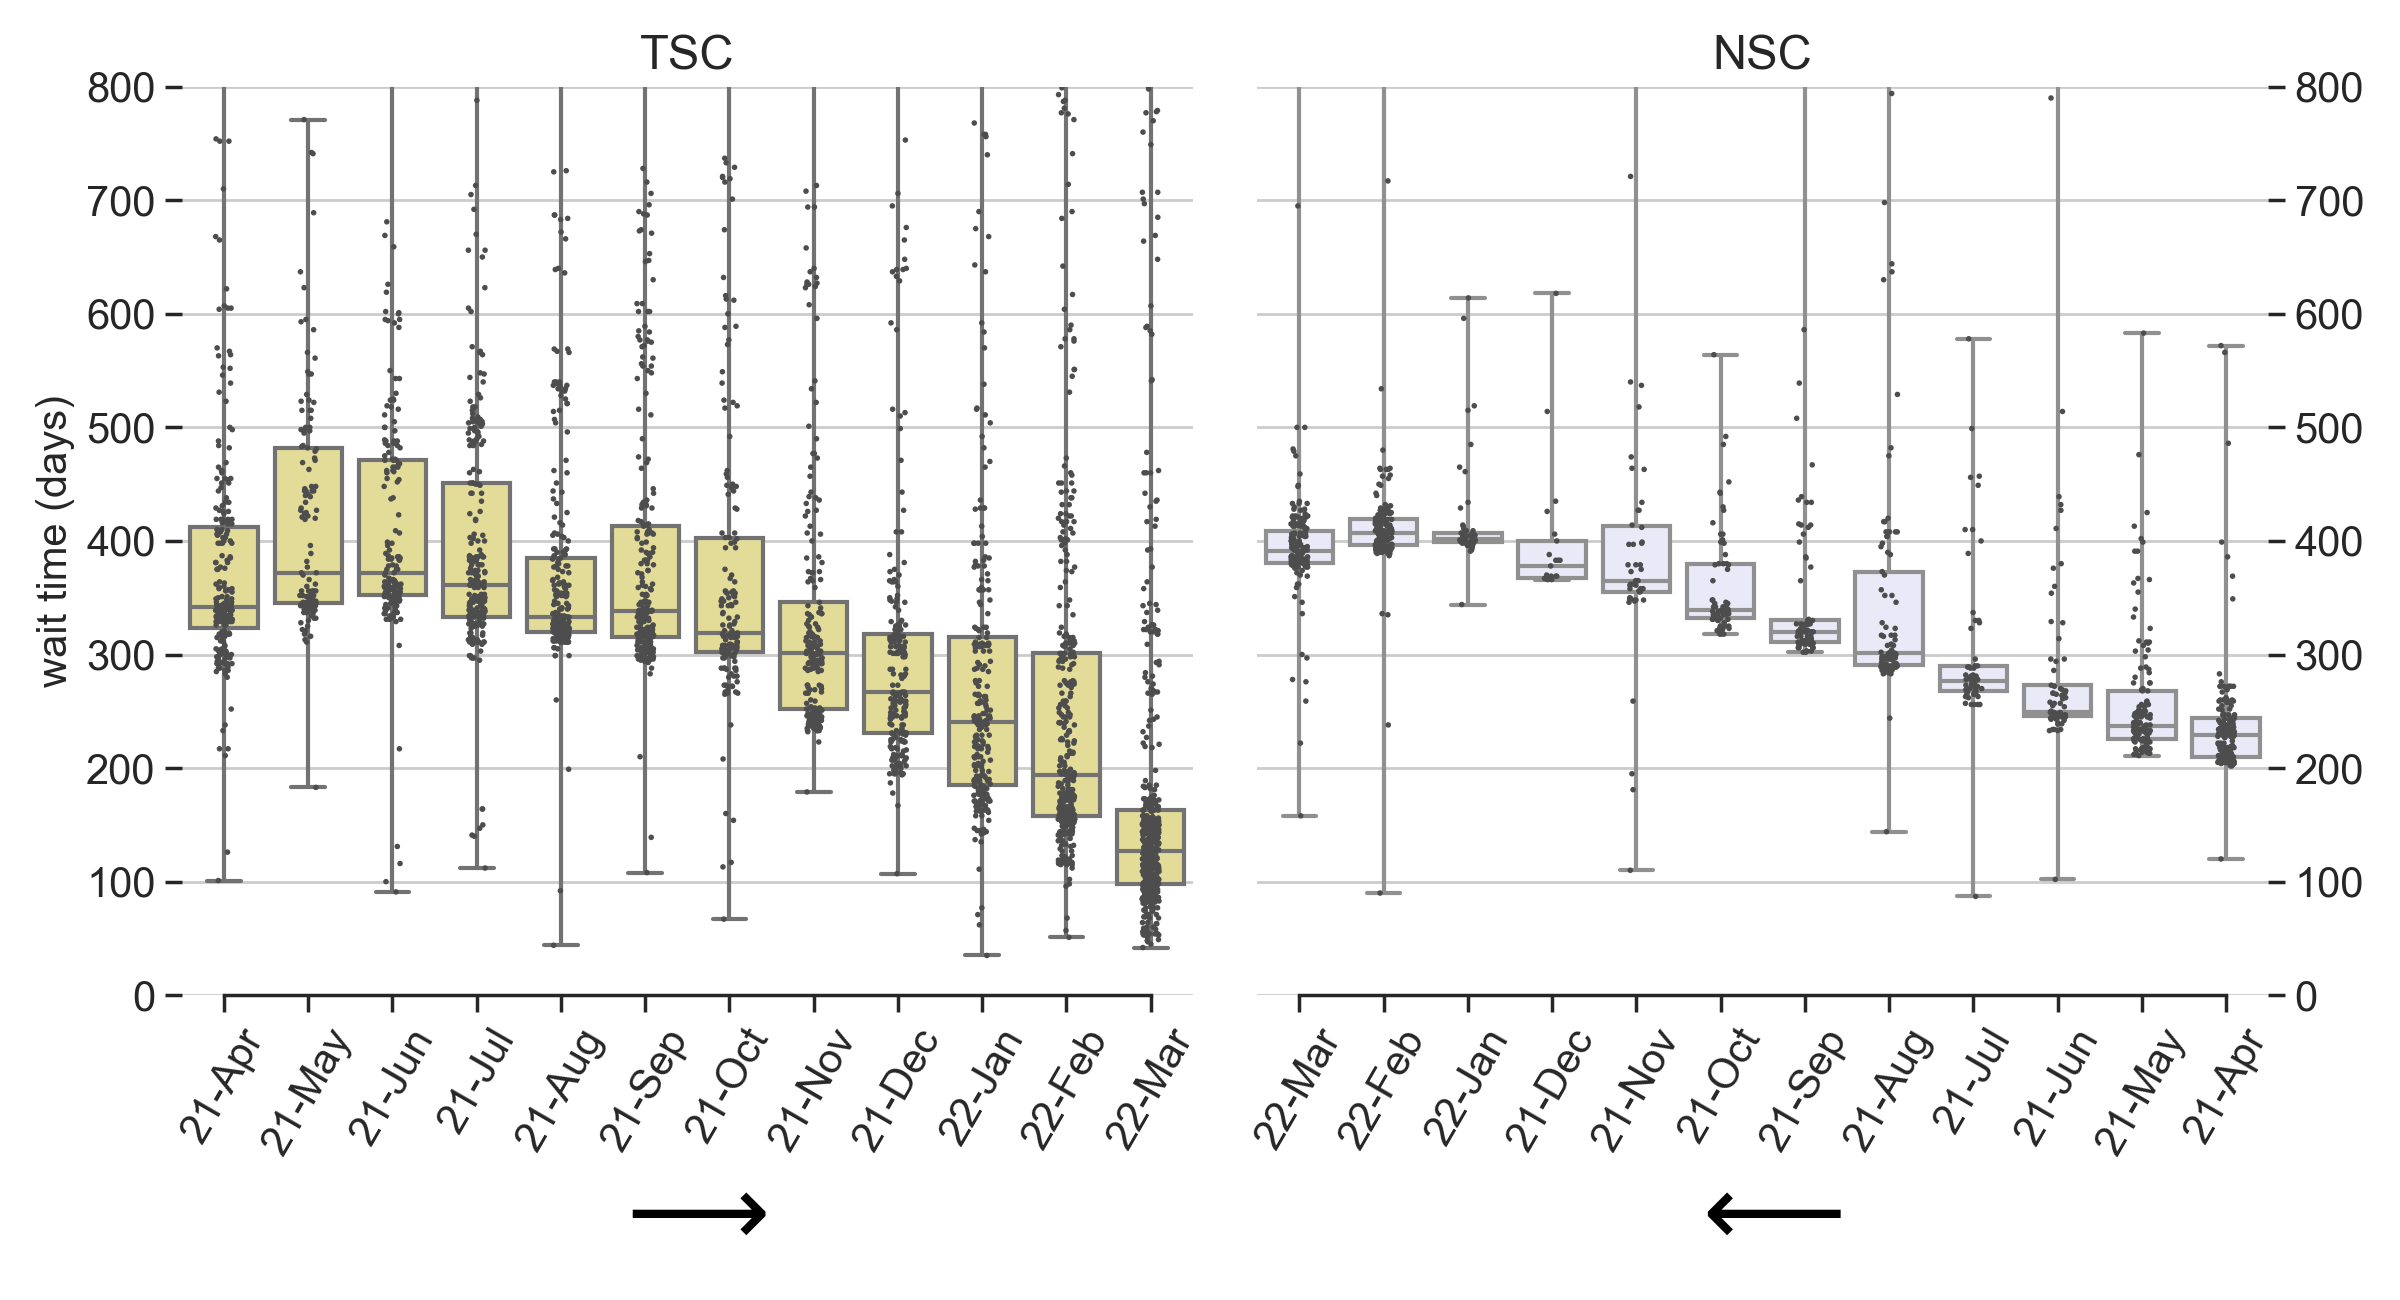 TSC
NSC
800
700
600
500
400
300
200
100
0
wait time (days)
800
700
600
500
400
300
200
100
0
21-Apr
21-May
21-Jun
21-Jul
21-Aug
21-Sep
21-Oct
21-Nov
21-Dec
22-Jan
22-Feb
22-Mar
22-Mar
22-Feb
22-Jan
21-Dec
21-Nov
21-Oct
21-Sep
21-Aug
21-Jul
21-Jun
21-May
21-Apr